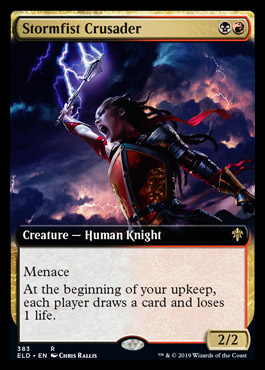 Stormfist Crusader
Creature — Human Knight
Menace
At the beginning of your upkeep,
each player draws a card and loses
1 life.
2/2
383 R
ELD • EN Chris Rallis
™ & © 2019 Wizards of the Coast